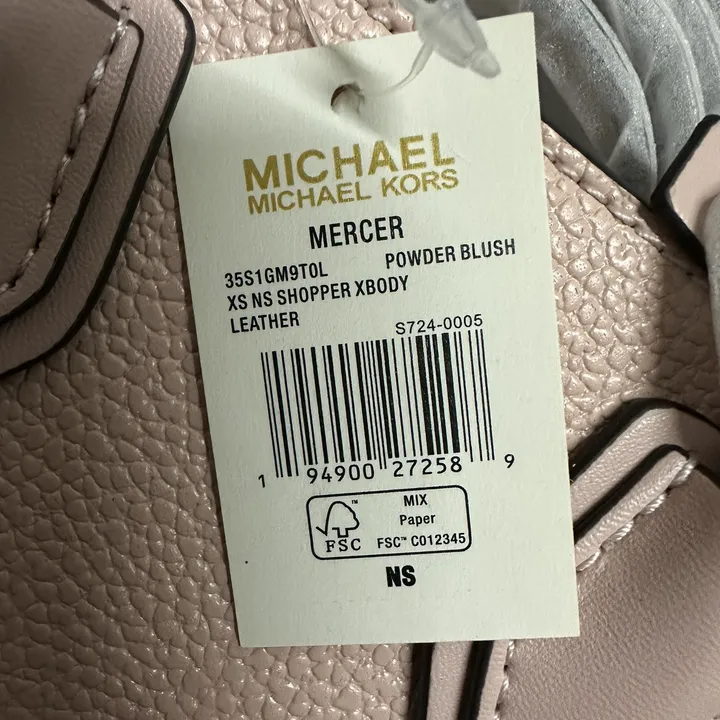 MICHAEL
MICHAEL KORS
MERCER
35S1GM9T0L POWDER BLUSH
XS NS SHOPPER XBODY
LEATHER
S724-0005
1 94900 27258 9
FSC™
MIX
Paper
FSC™ C012345
NS